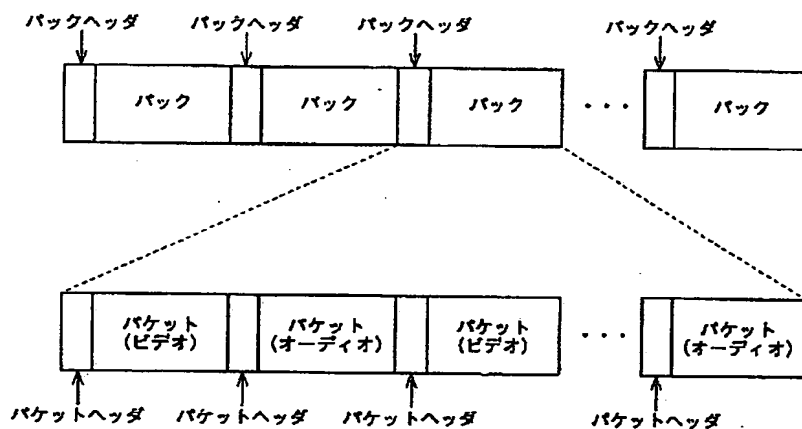 パックヘッダ パックヘッダ パックヘッダ パックヘッダ
パック パック パック ・・・ パック
パケット パケット パケット パケット
(ビデオ) (オーディオ) (ビデオ) ・・・ (オーディオ)
パケットヘッダ パケットヘッダ パケットヘッダ パケットヘッダ